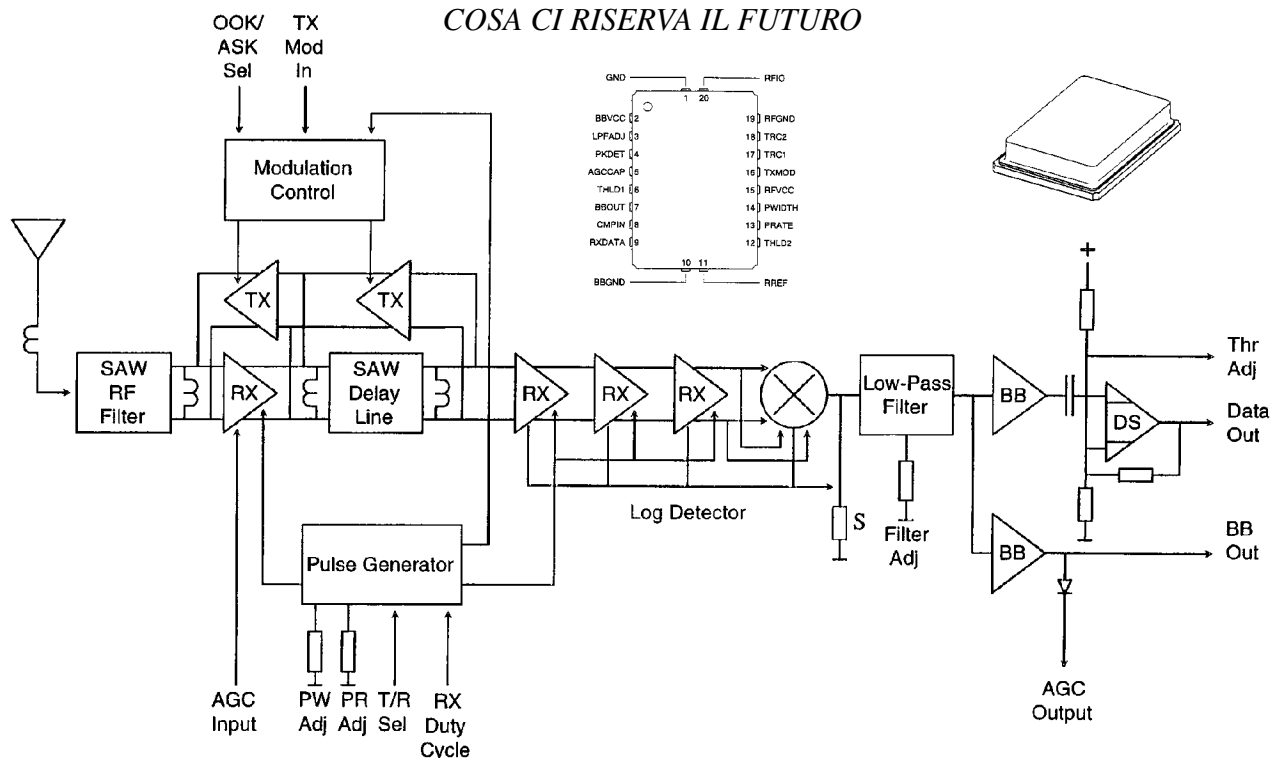 COSA CI RISERVA IL FUTURO
OOK/
ASK
Sel
TX
Mod
In
Modulation
Control
GND
RFIO
1 20
BBVCC 2
LPFADJ 3
PKDET 4
AGCCAP 5
THLD1 6
BBOUT 7
CMPIN 8
RXDATA 9
19 RFGND
18 TRC2
17 TRC1
16 TXMOD
15 RFVCC
14 PWIDTH
13 PRATE
12 THLD2
10 11
BBGND
RREF
TX
TX
SAW
RF
Filter
RX
SAW
Delay
Line
RX
RX
RX
Low-Pass
Filter
BB
+
DS
Thr
Adj
Data
Out
Log Detector
S
Filter
Adj
BB
BB
Out
Pulse Generator
AGC
Input
PW
Adj
PR
Adj
T/R
Sel
RX
Duty
Cycle
AGC
Output